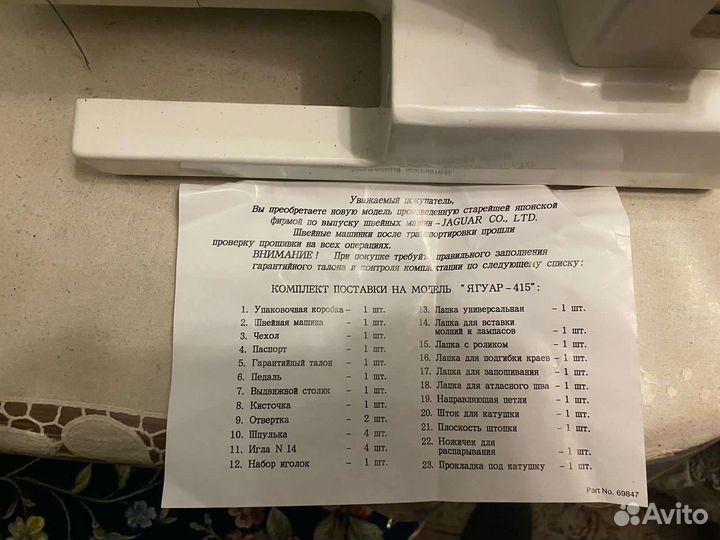 Уважаемый покупатель,
Вы преобретаете новую модель произведенную старейшей японской
фирмой по выпуску швейных машин - JAGUAR CO., LTD.
Швейные машинки после транспортировки прошли
проверку прошивки на всех операциях.
ВНИМАНИЕ ! При покупке требуйте правильного заполнения
гарантийного талона и контроля комплектации по следующему списку:
КОМПЛЕКТ ПОСТАВКИ НА МОДЕЛЬ "ЯГУАР-415":
1. Упаковочная коробка - 1 шт.
2. Швейная машина - 1 шт.
3. Чехол - 1 шт.
4. Паспорт - 1 шт.
5. Гарантийный талон - 1 шт.
6. Педаль - 1 шт.
7. Выдвижной столик - 1 шт.
8. Кисточка - 1 шт.
9. Отвертка - 2 шт.
10. Шпулька - 4 шт.
11. Игла N 14 - 4 шт.
12. Набор иголок - 1 шт.
13. Лапка универсальная - 1 шт.
14. Лапка для вставки
молний и лампасов - 1 шт.
15. Лапка с роликом - 1 шт.
16. Лапка для подгибки краев - 1 шт.
17. Лапка для запошивания - 1 шт.
18. Лапка для атласного шва - 1 шт.
19. Направляющая петли - 1 шт.
20. Шток для катушки - 1 шт.
21. Плоскость штопки - 1 шт.
22. Ножичек для
распарывания - 1 шт.
23. Прокладка под катушку - 1 шт.
Part No. 69847
Avito